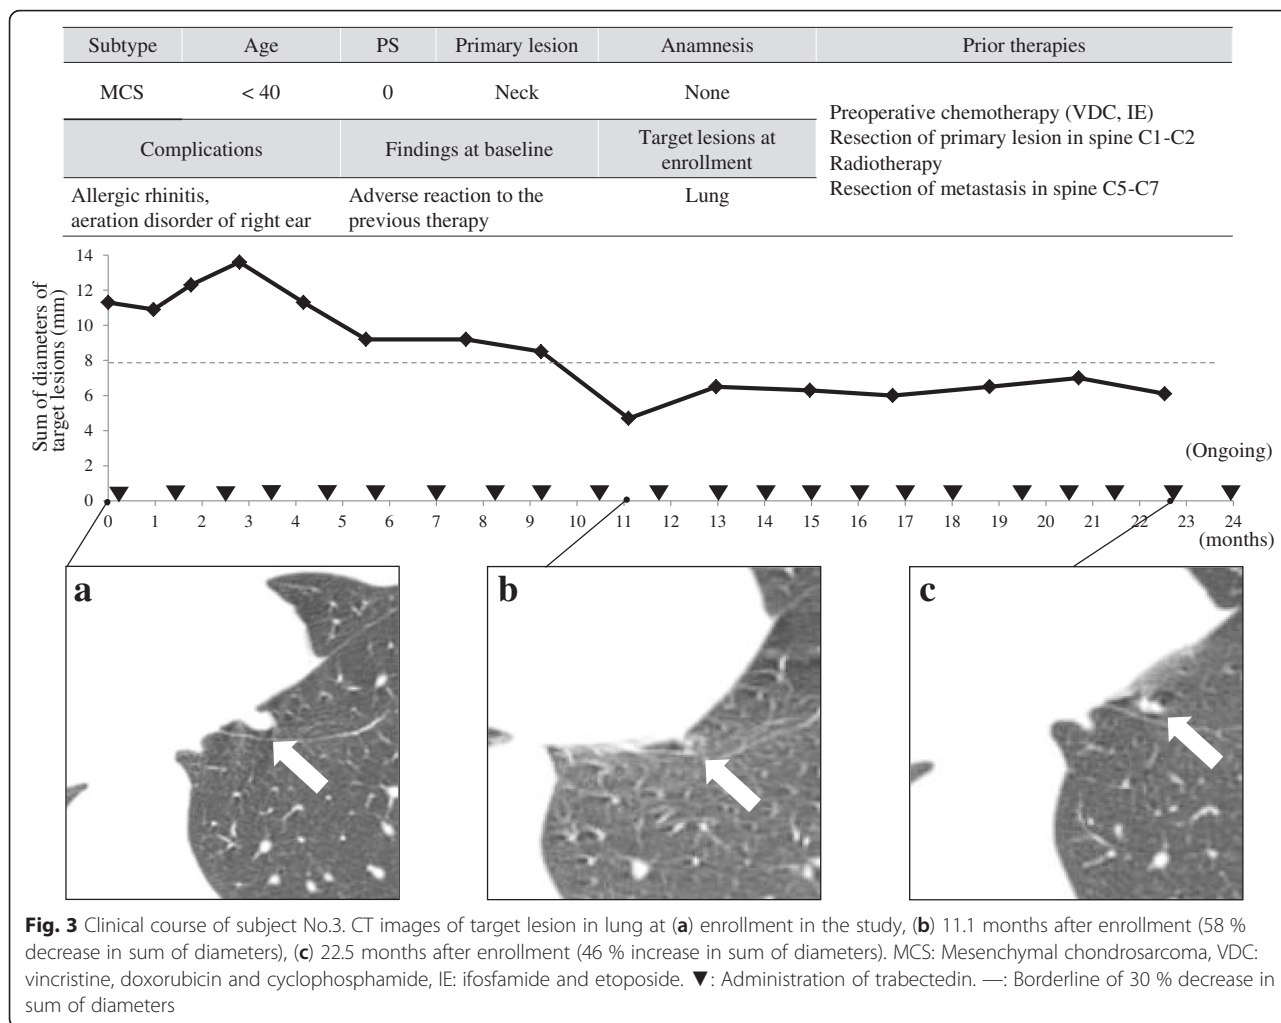 Subtype Age PS Primary lesion Anamnesis Prior therapies
MCS < 40 0 Neck None
Preoperative chemotherapy (VDC, IE)
Resection of primary lesion in spine C1-C2
Radiotherapy
Resection of metastasis in spine C5-C7
Complications Findings at baseline Target lesions at
enrollment
Allergic rhinitis,
aeration disorder of right ear
Adverse reaction to the
previous therapy
Lung
Sum of diameters of
target lesions (mm)
14
12
10
8
6
4
2
0
(Ongoing)
0 1 2 3 4 5 6 7 8 9 10 11 12 13 14 15 16 17 18 19 20 21 22 23 24
(months)
a b c
Fig. 3 Clinical course of subject No.3. CT images of target lesion in lung at (a) enrollment in the study, (b) 11.1 months after enrollment (58 %
decrease in sum of diameters), (c) 22.5 months after enrollment (46 % increase in sum of diameters). MCS: Mesenchymal chondrosarcoma, VDC:
vincristine, doxorubicin and cyclophosphamide, IE: ifosfamide and etoposide. ▼: Administration of trabectedin. —: Borderline of 30 % decrease in
sum of diameters